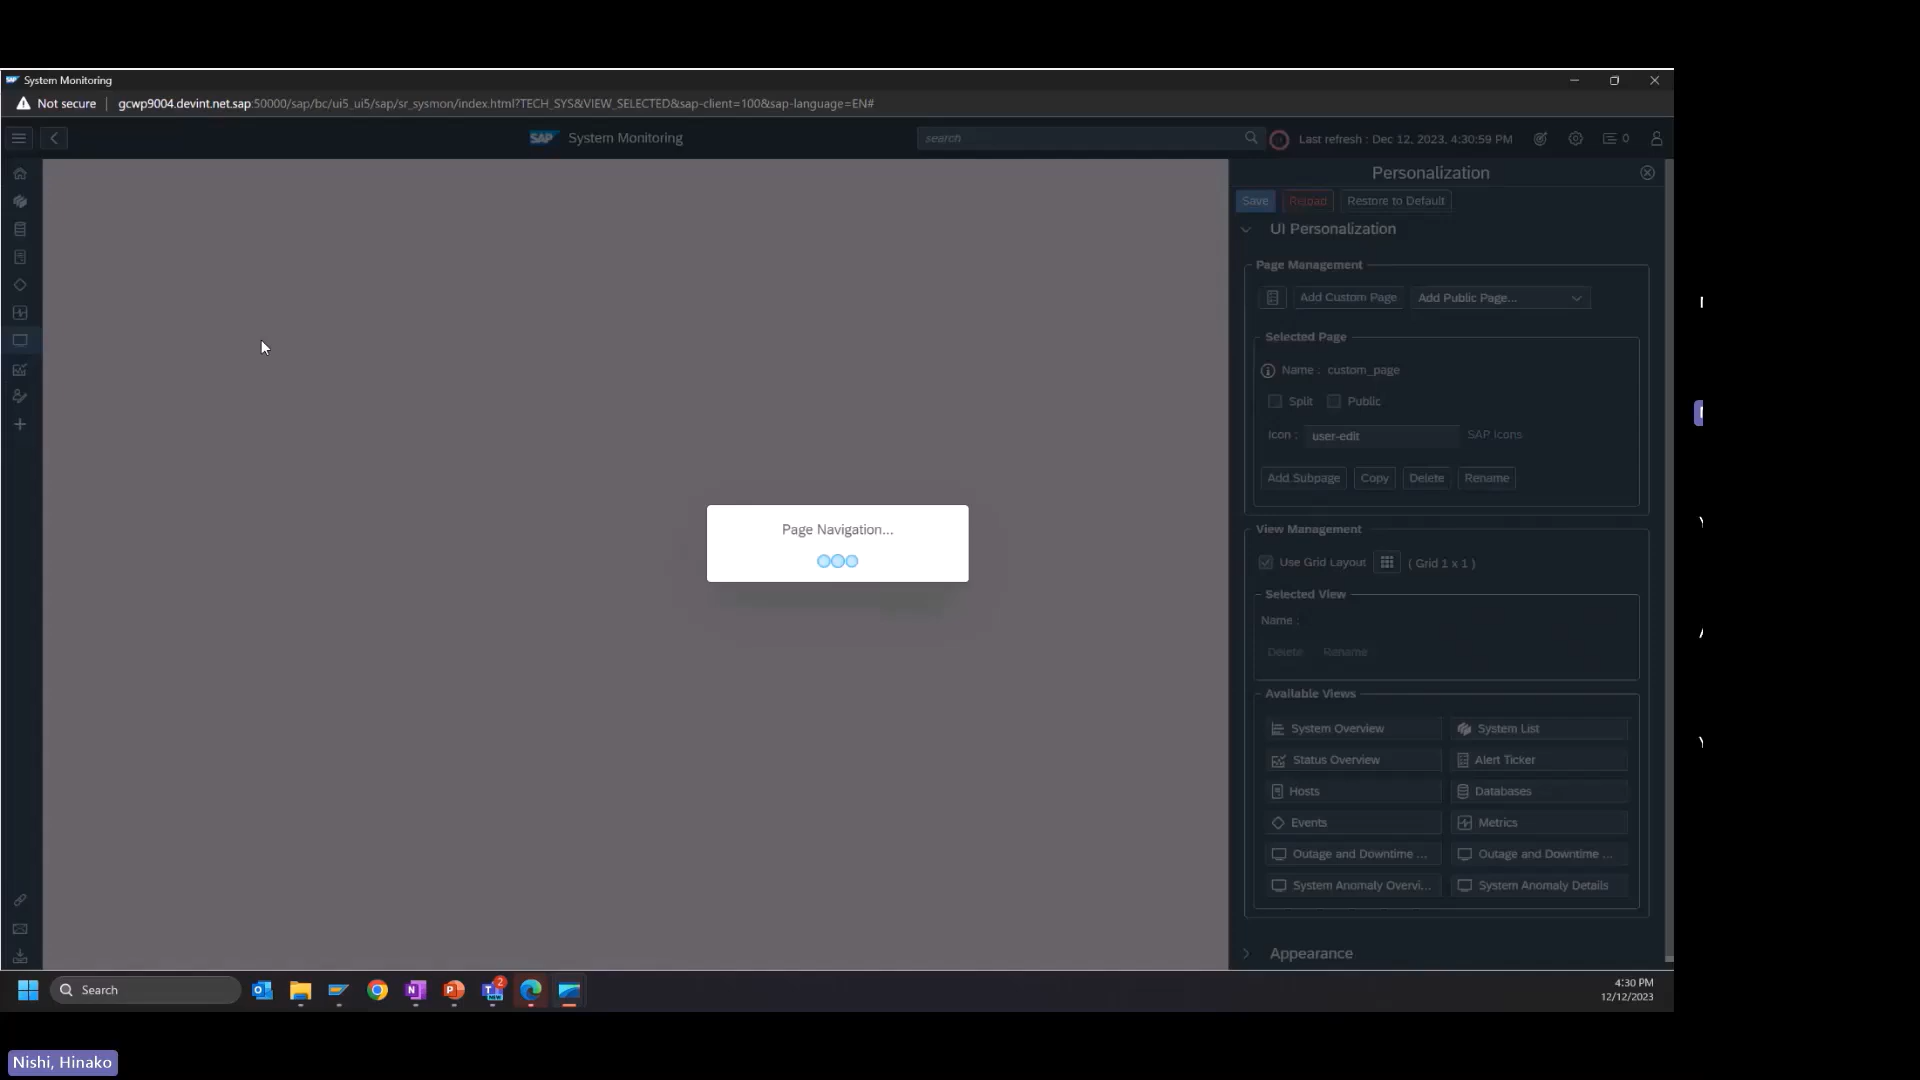 System Monitoring
Not secure | gcwp9004.devint.net.sap:50000/sap/bc/ui5_ui5/sap/sr_sysmon/index.html?TECH_SYS&VIEW_SELECTED&sap-client=100&sap-language=EN#
SAP System Monitoring
search
Last refresh : Dec 12, 2023, 4:30:59 PM
0
Personalization
Save Reload Restore to Default
UI Personalization
Page Management
Add Custom Page Add Public Page...
Selected Page
Name : custom_page
Split Public
Icon : user-edit SAP Icons
Add Subpage Copy Delete Rename
Page Navigation...
View Management
Use Grid Layout ( Grid 1 x 1 )
Selected View
Name :
Delete Rename
Available Views
System Overview System List
Status Overview Alert Ticker
Hosts Databases
Events Metrics
Outage and Downtime ... Outage and Downtime ...
System Anomaly Overvi... System Anomaly Details
Appearance
Search
2
4:30 PM
12/12/2023
Nishi, Hinako